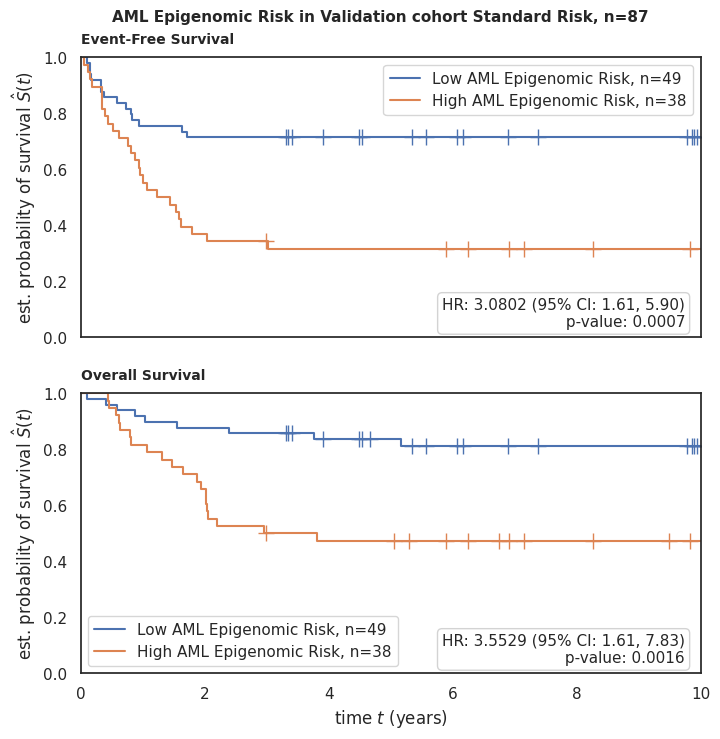 AML Epigenomic Risk in Validation cohort Standard Risk, n=87
Event-Free Survival
1.0
0.8
0.6
0.4
0.2
0.0
est. probability of survival Ŝ(t)
Low AML Epigenomic Risk, n=49
High AML Epigenomic Risk, n=38
HR: 3.0802 (95% CI: 1.61, 5.90)
p-value: 0.0007
Overall Survival
1.0
0.8
0.6
0.4
0.2
0.0
est. probability of survival Ŝ(t)
Low AML Epigenomic Risk, n=49
High AML Epigenomic Risk, n=38
HR: 3.5529 (95% CI: 1.61, 7.83)
p-value: 0.0016
0 2 4 6 8 10
time t (years)